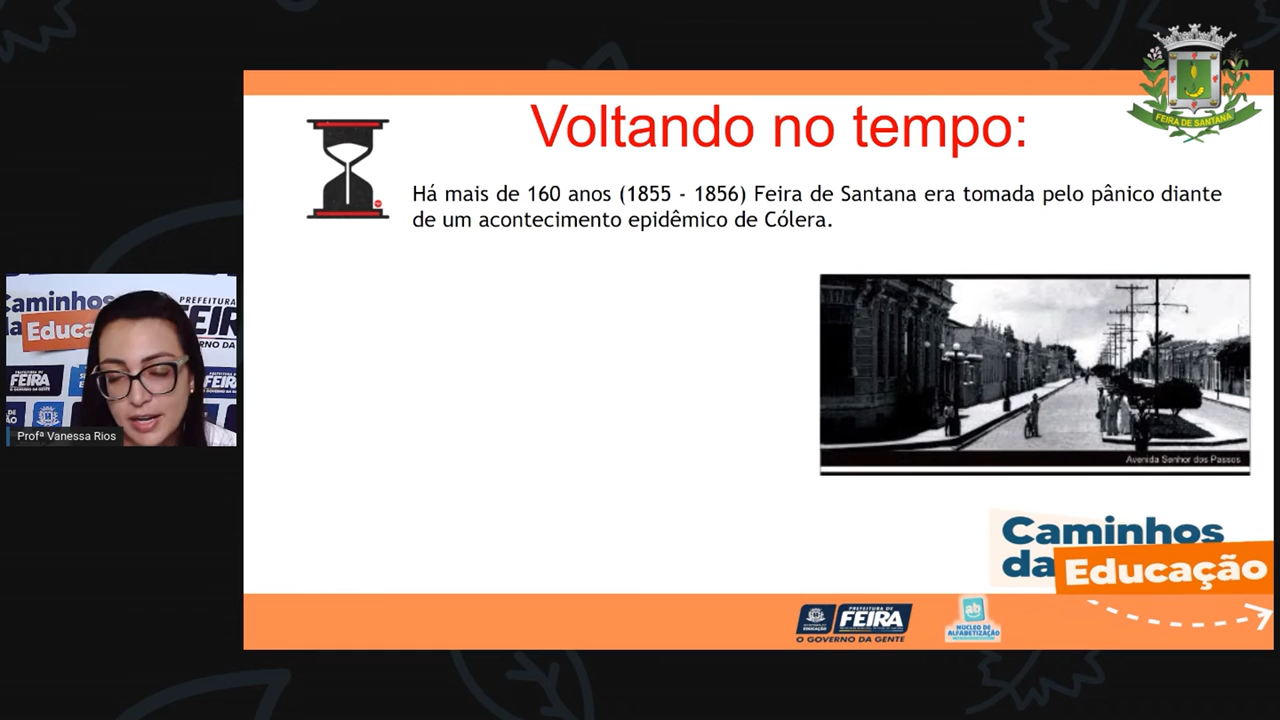 FEIRA DE SANTANA
Voltando no tempo:
Há mais de 160 anos (1855 - 1856) Feira de Santana era tomada pelo pânico diante
de um acontecimento epidêmico de Cólera.
Avenida Senhor dos Passos
Caminhos
da Educação
PREFEITURA
FEIRA
Profª Vanessa Rios
Caminhos
da Educação
PREFEITURA DE
FEIRA
O GOVERNO DA GENTE
ab
NÚCLEO DE
ALFABETIZAÇÃO